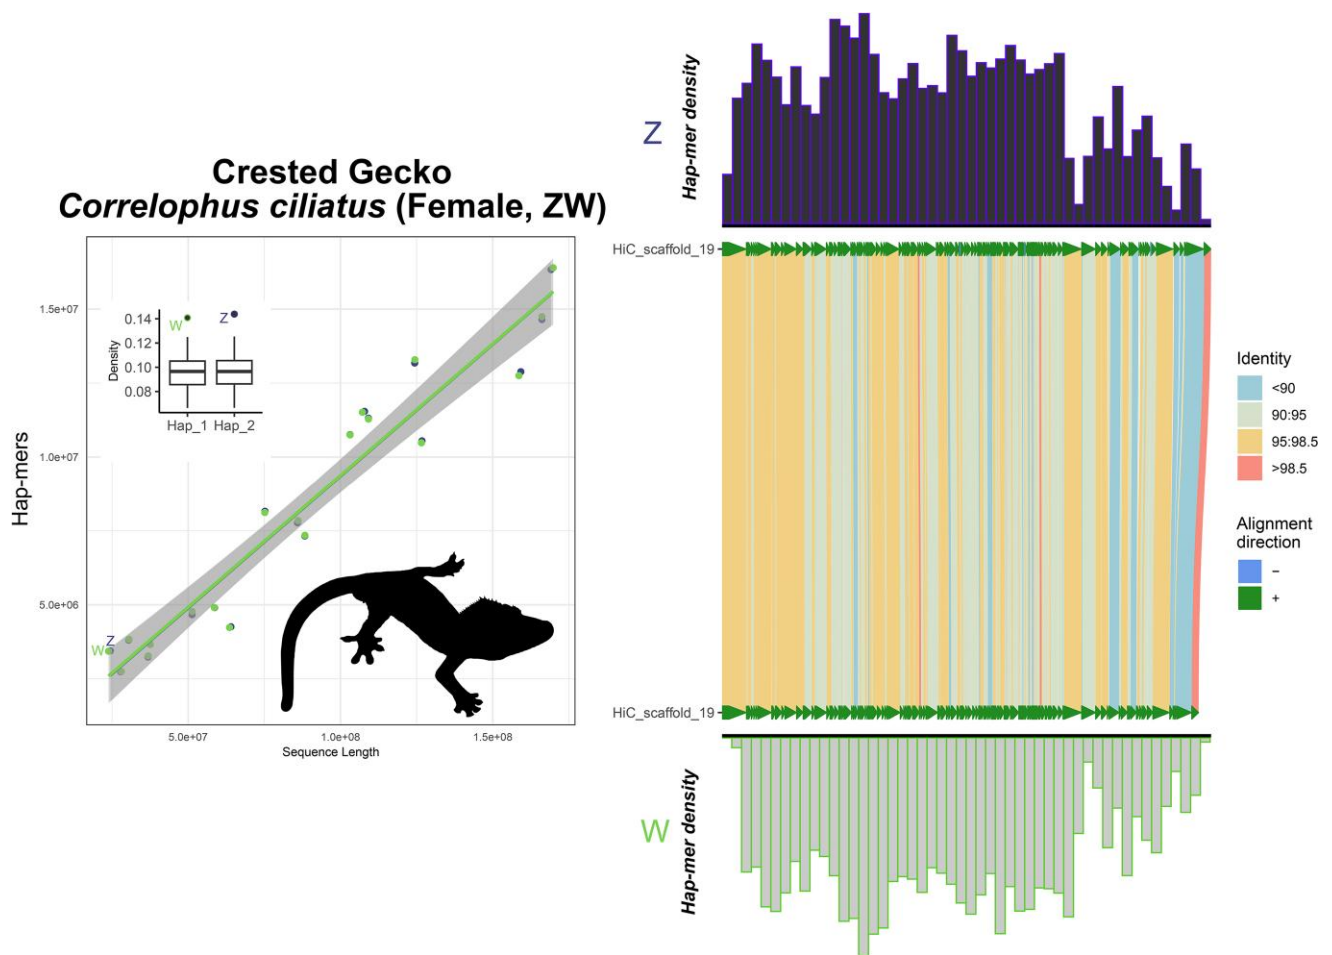 Crested Gecko
Correlophus ciliatus (Female, ZW)
Hap-mers
1.5e+07
1.0e+07
5.0e+06
5.0e+07
1.0e+08
1.5e+08
Sequence Length
W Z
Density
0.14
0.12
0.10
0.08
W
Z
Hap_1 Hap_2
Z
Hap-mer density
HiC_scaffold_19
HiC_scaffold_19
W
Hap-mer density
Identity
<90
90:95
95:98.5
>98.5
Alignment
direction
−
+